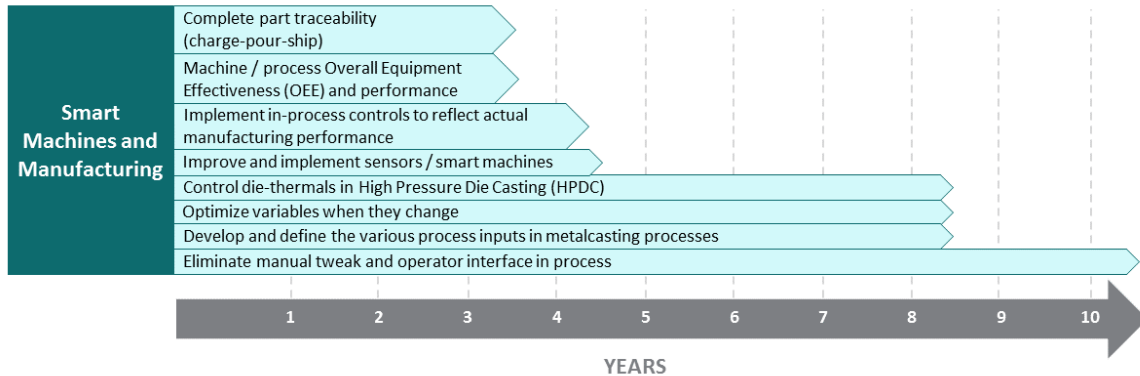 Smart
Machines and
Manufacturing
Complete part traceability
(charge-pour-ship)
Machine / process Overall Equipment
Effectiveness (OEE) and performance
Implement in-process controls to reflect actual
manufacturing performance
Improve and implement sensors / smart machines
Control die-thermals in High Pressure Die Casting (HPDC)
Optimize variables when they change
Develop and define the various process inputs in metalcasting processes
Eliminate manual tweak and operator interface in process
1 2 3 4 5 6 7 8 9 10
YEARS